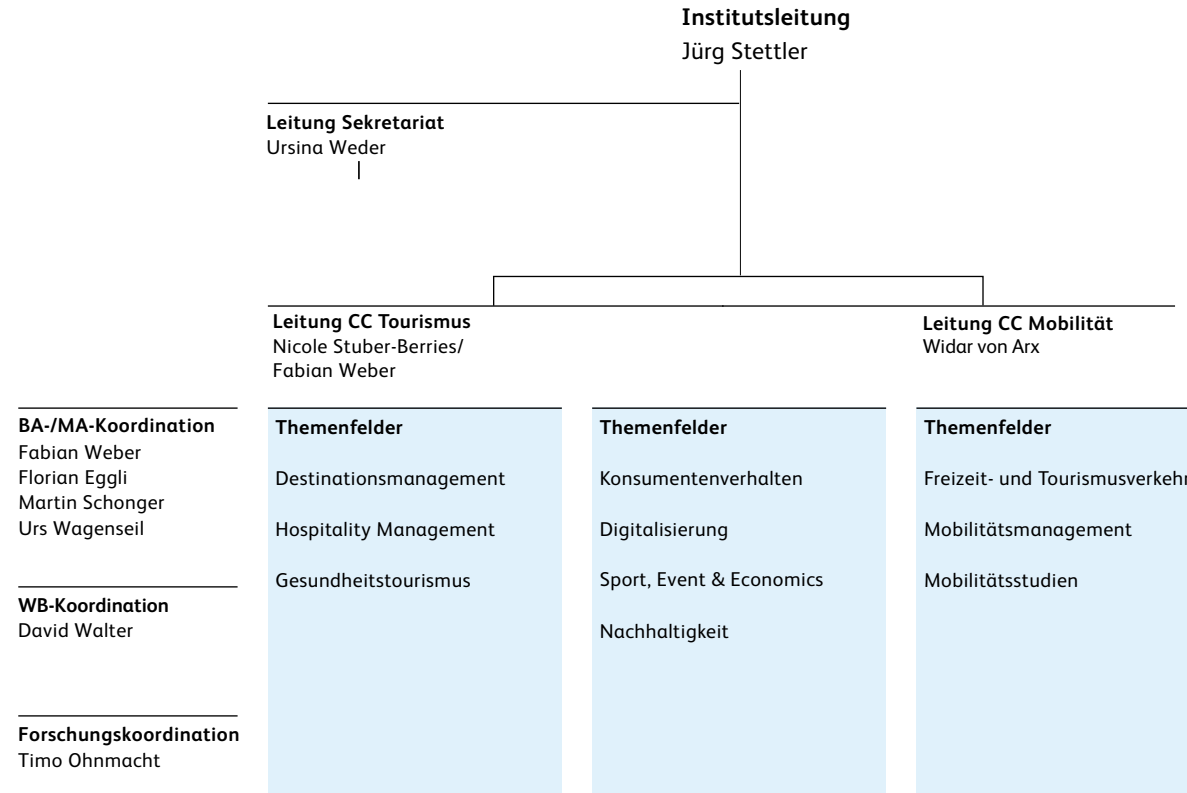 Institutsleitung
Jürg Stettler
Leitung Sekretariat
Ursina Weder
Leitung CC Tourismus
Nicole Stuber-Berries/
Fabian Weber
Leitung CC Mobilität
Widar von Arx
BA-/MA-Koordination
Fabian Weber
Florian Eggli
Martin Schonger
Urs Wagenseil
WB-Koordination
David Walter
Forschungskoordination
Timo Ohnmacht
Themenfelder
Destinationsmanagement
Hospitality Management
Gesundheitstourismus
Themenfelder
Konsumentenverhalten
Digitalisierung
Sport, Event & Economics
Nachhaltigkeit
Themenfelder
Freizeit- und Tourismusverkehr
Mobilitätsmanagement
Mobilitätsstudien